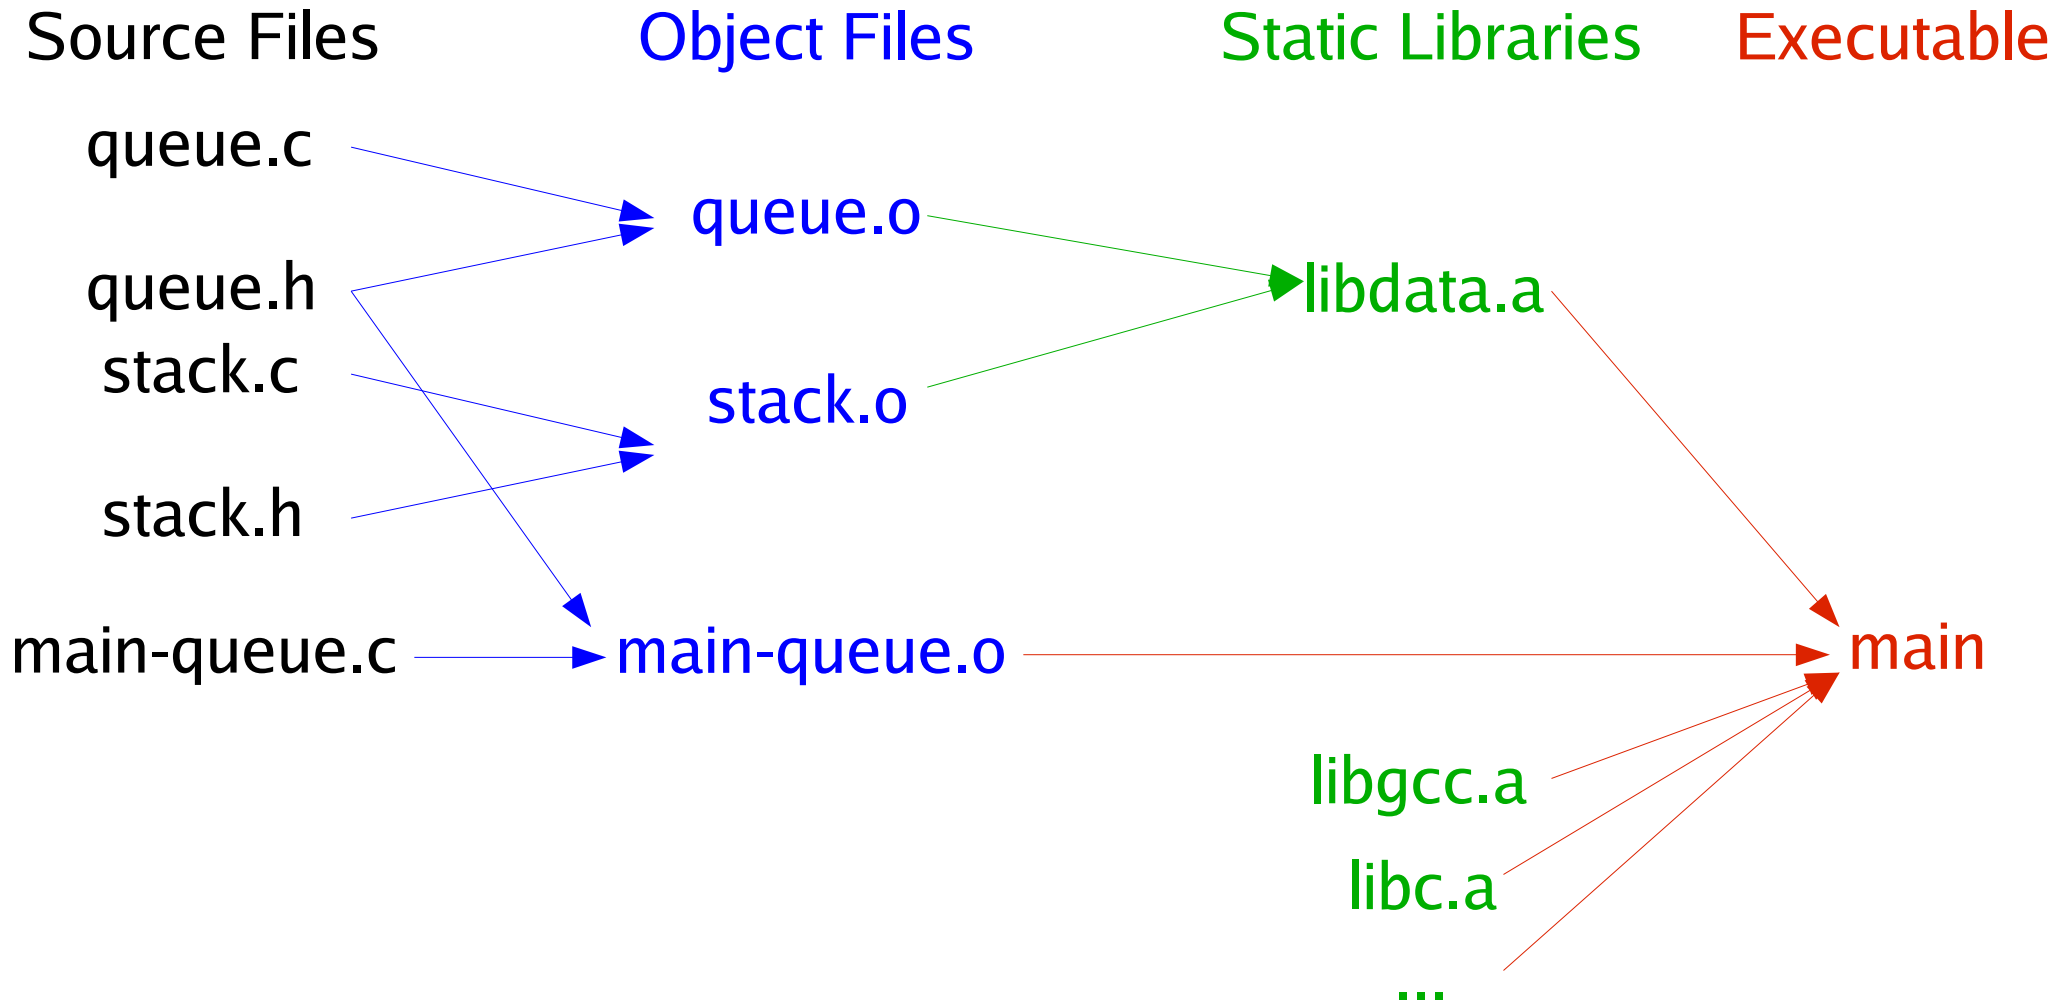 Source Files
Object Files
Static Libraries
Executable
queue.c
queue.h
stack.c
stack.h
main-queue.c
queue.o
stack.o
main-queue.o
libdata.a
libgcc.a
libc.a
...
main